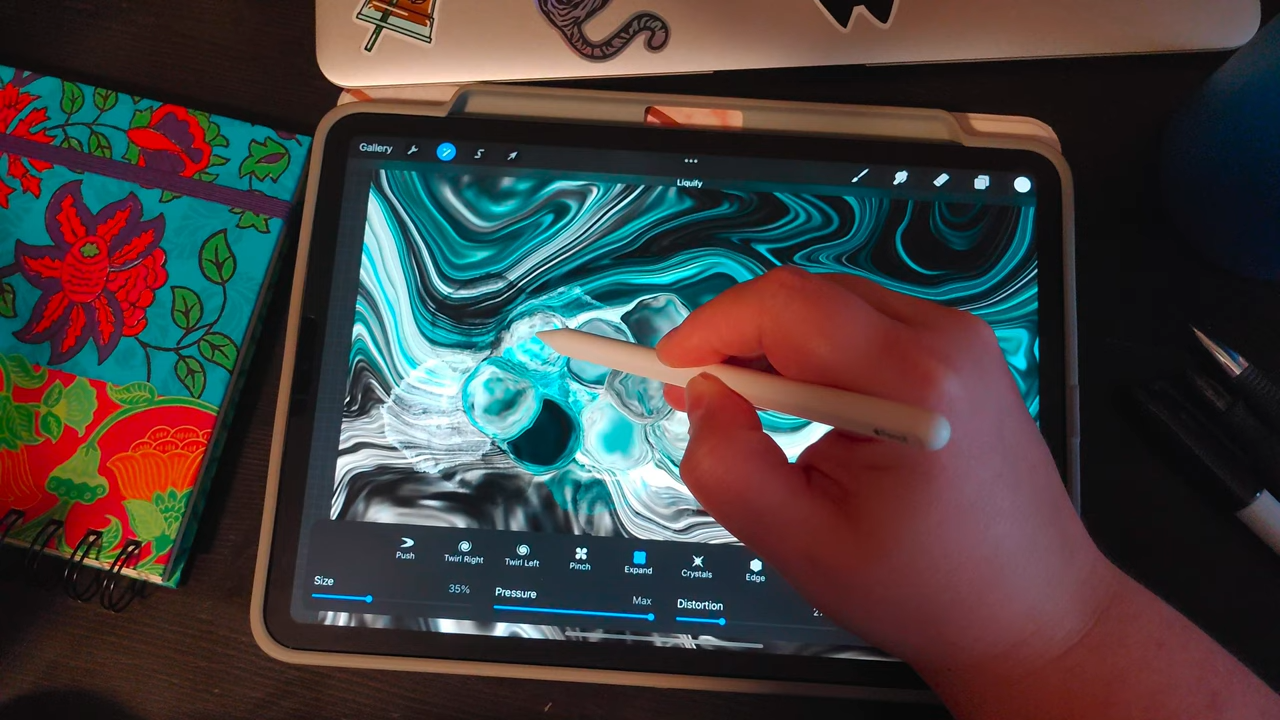 Gallery
Liquify
Push
Twirl Right
Twirl Left
Pinch
Expand
Crystals
Edge
Size
35%
Pressure
Max
Distortion